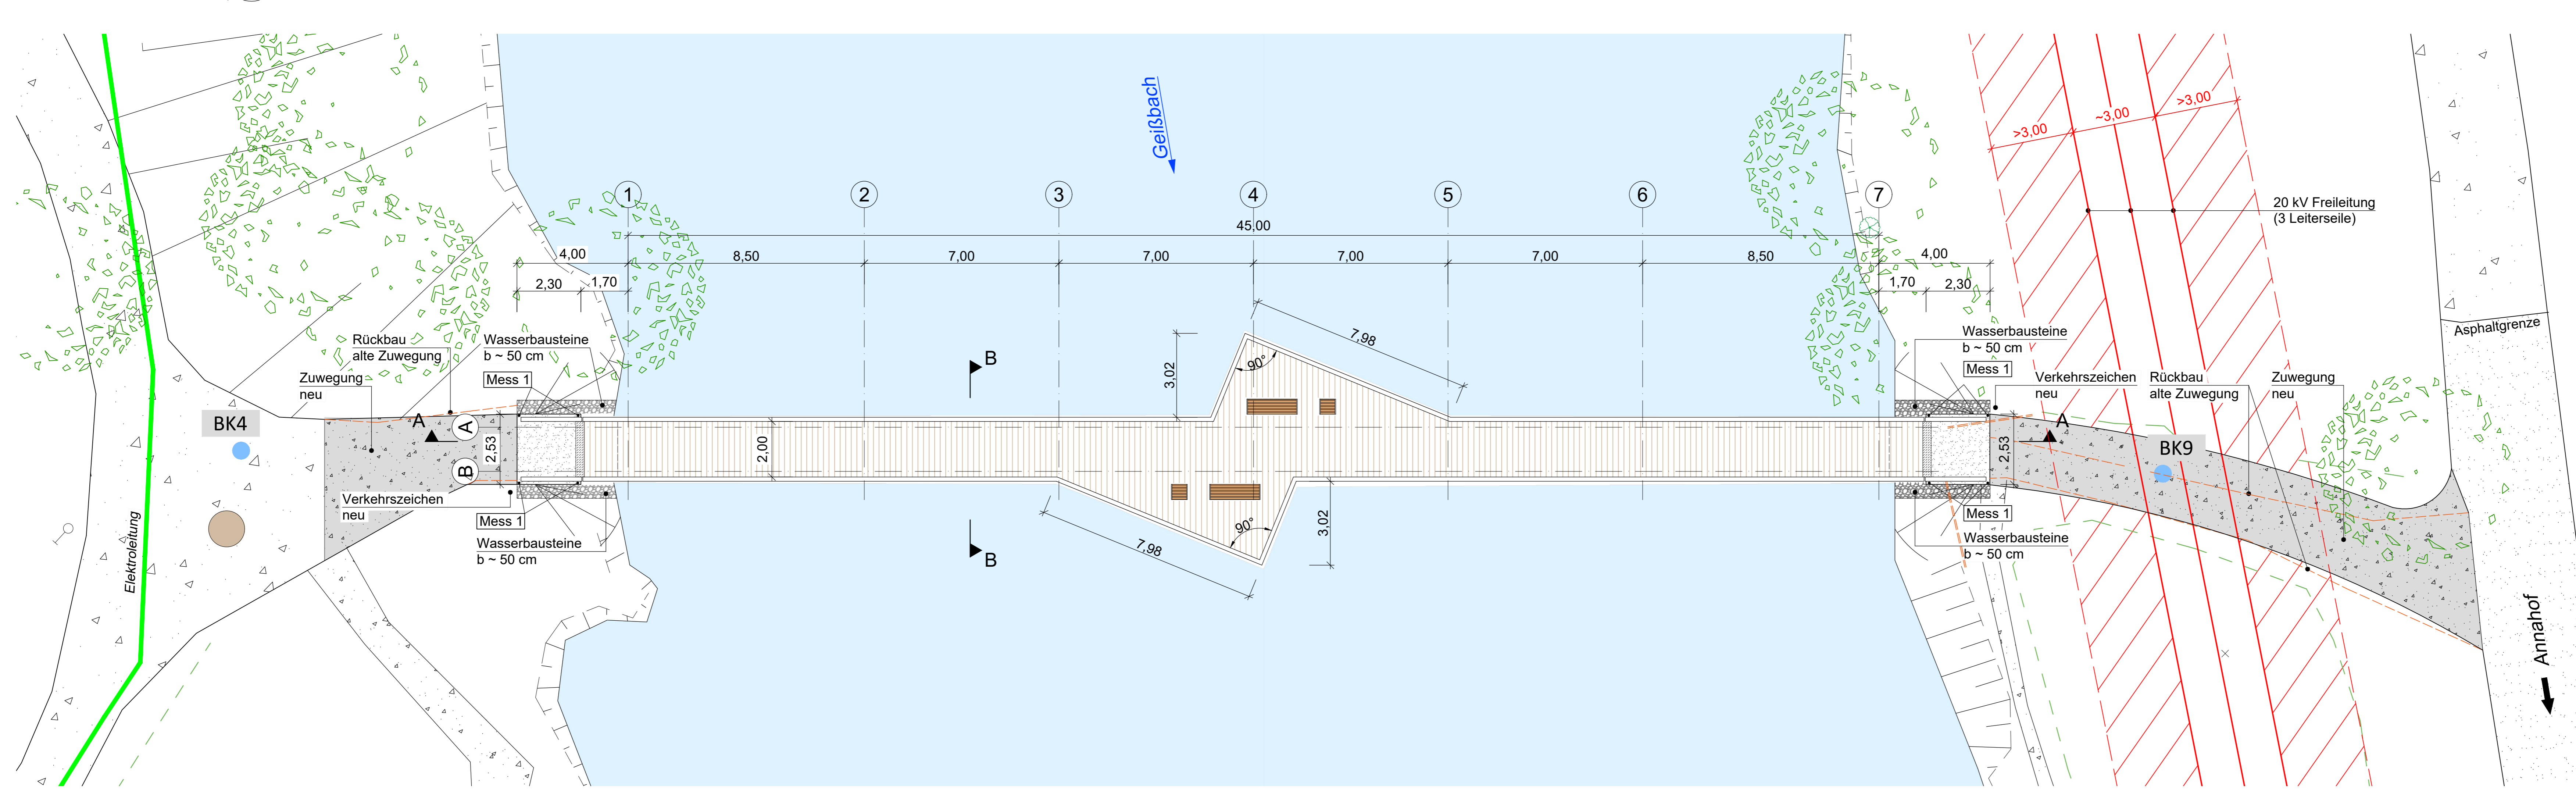 Geißbach
>3,00
~3,00
>3,00
1
2
3
4
5
6
7
20 kV Freileitung
(3 Leiterseile)
45,00
4,00
8,50
7,00
7,00
7,00
7,00
8,50
4,00
2,30
1,70
1,70
2,30
Asphaltgrenze
Rückbau
alte Zuwegung
Wasserbausteine
b ~ 50 cm
Mess 1
Zuwegung
neu
3,02
90°
7,98
B
Wasserbausteine
b ~ 50 cm
Mess 1
Verkehrszeichen
neu
Rückbau
alte Zuwegung
Zuwegung
neu
BK4
A
A
2,53
B
2,00
2,53
A
BK9
Verkehrszeichen
neu
Mess 1
Wasserbausteine
b ~ 50 cm
B
7,98
90°
3,02
Mess 1
Wasserbausteine
b ~ 50 cm
Elektroleitung
Annahof